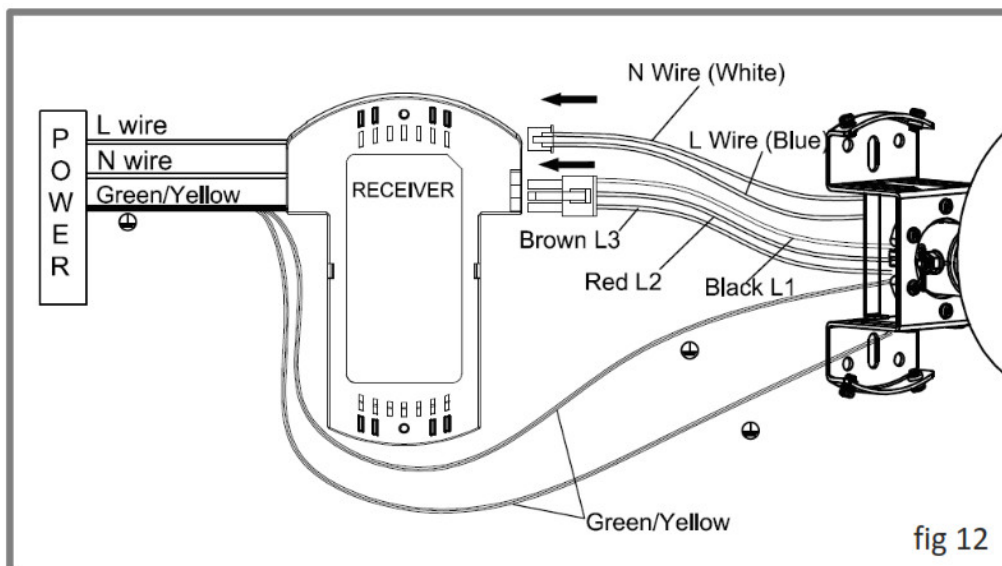 N Wire (White)
POWER
L wire
N wire
Green/Yellow
RECEIVER
L Wire (Blue)
Brown L3
Red L2
Black L1
Green/Yellow
fig 12